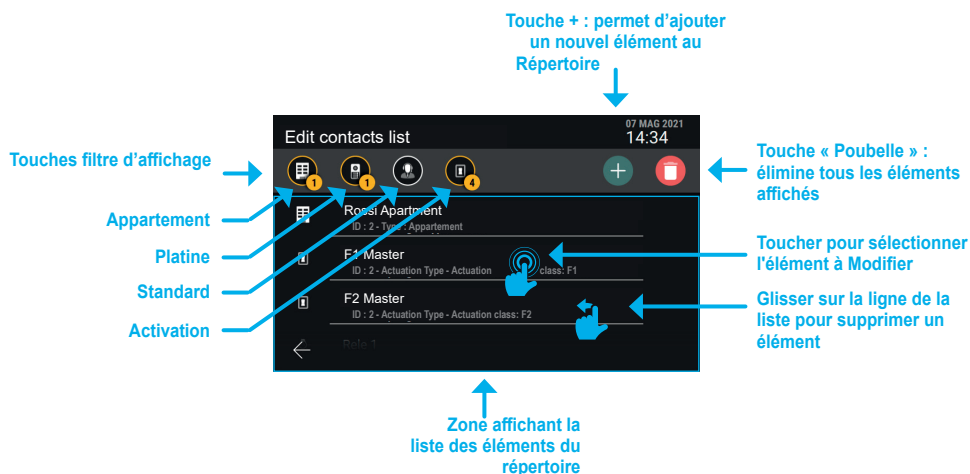 Touche + : permet d'ajouter
un nouvel élément au
Répertoire
07 MAG 2021
Edit contacts list
14:34
Touches filtre d'affichage
1
1
4
Touche « Poubelle » :
élimine tous les éléments
affichés
Appartement
Rossi Apartment
ID : 2 - Type : Appartement
Platine
F1 Master
ID : 2 - Actuation Type - Actuation class: F1
Toucher pour sélectionner
l'élément à Modifier
Standard
F2 Master
ID : 2 - Actuation Type - Actuation class: F2
Glisser sur la ligne de la
liste pour supprimer un
élément
Activation
Rele 1
Zone affichant la
liste des éléments du
répertoire